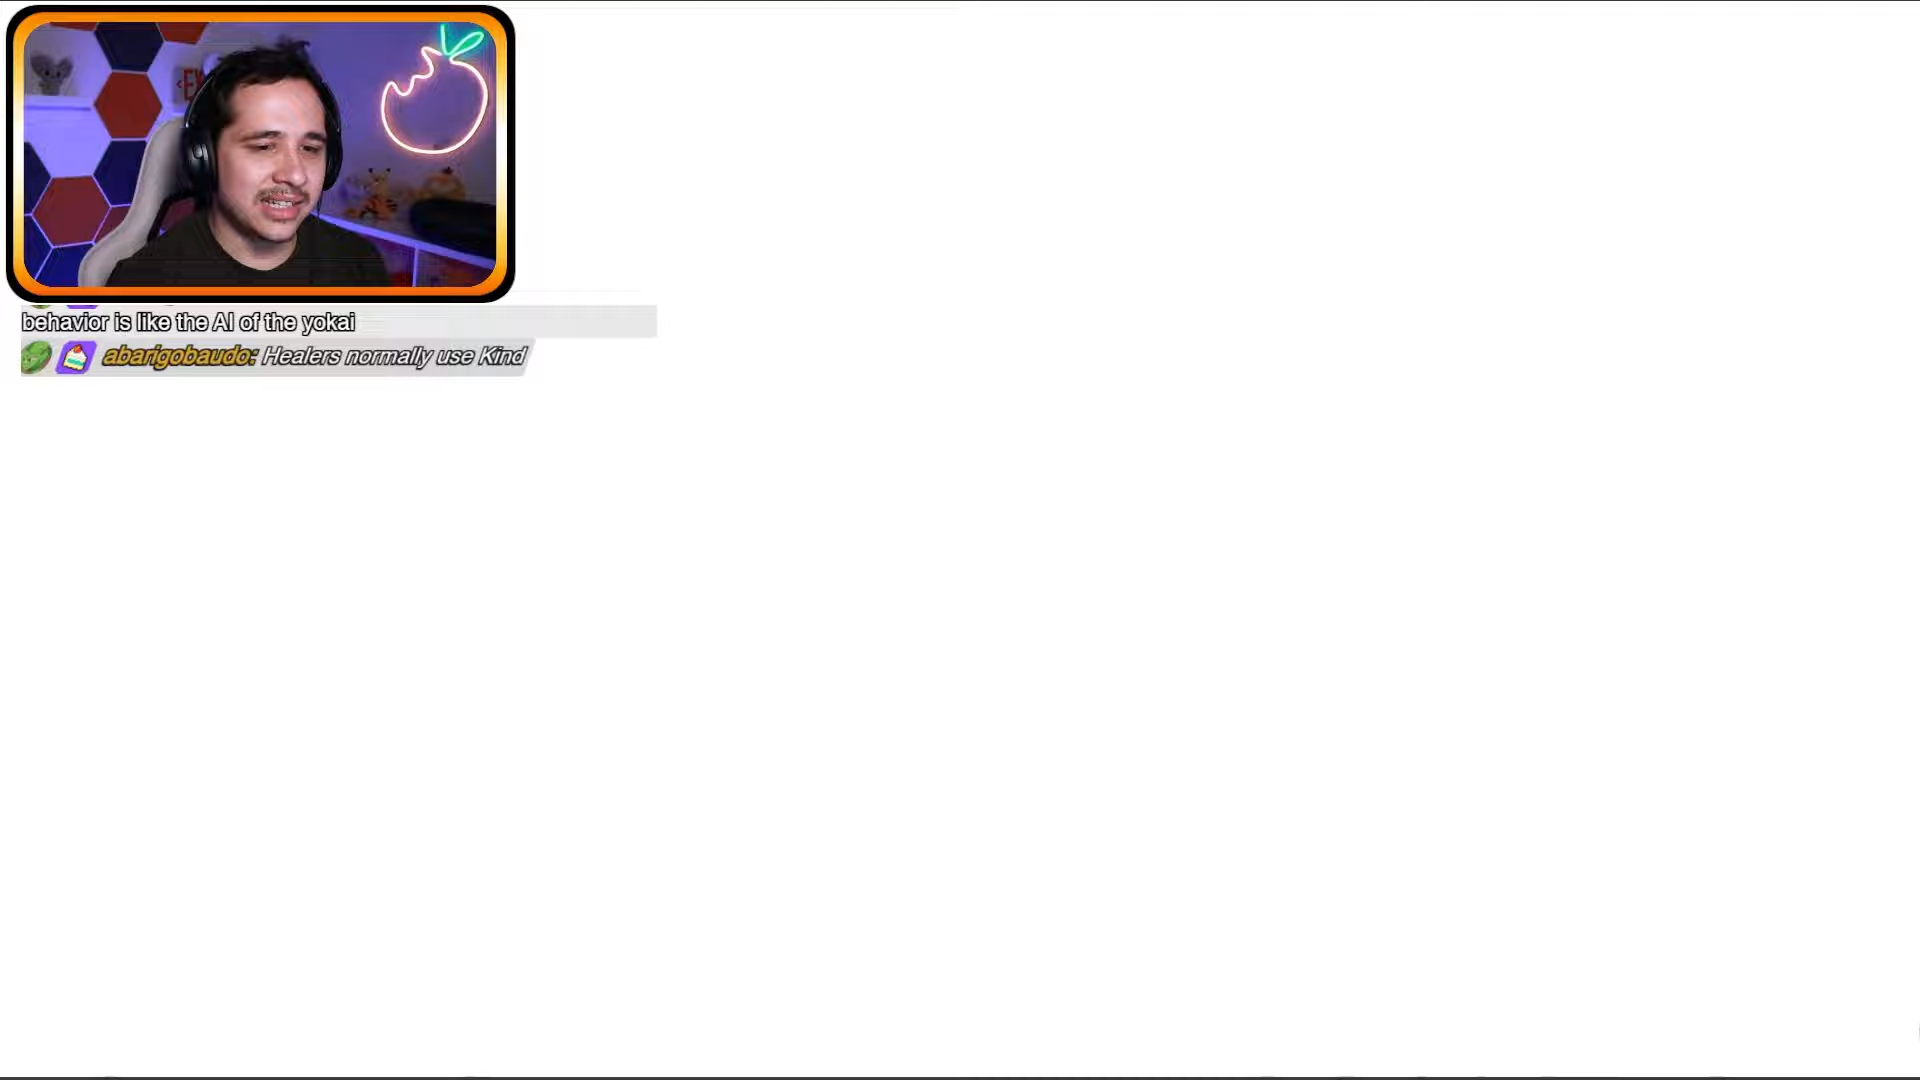 behavior is like the AI of the yokai
abarigobaudo: Healers normally use Kind